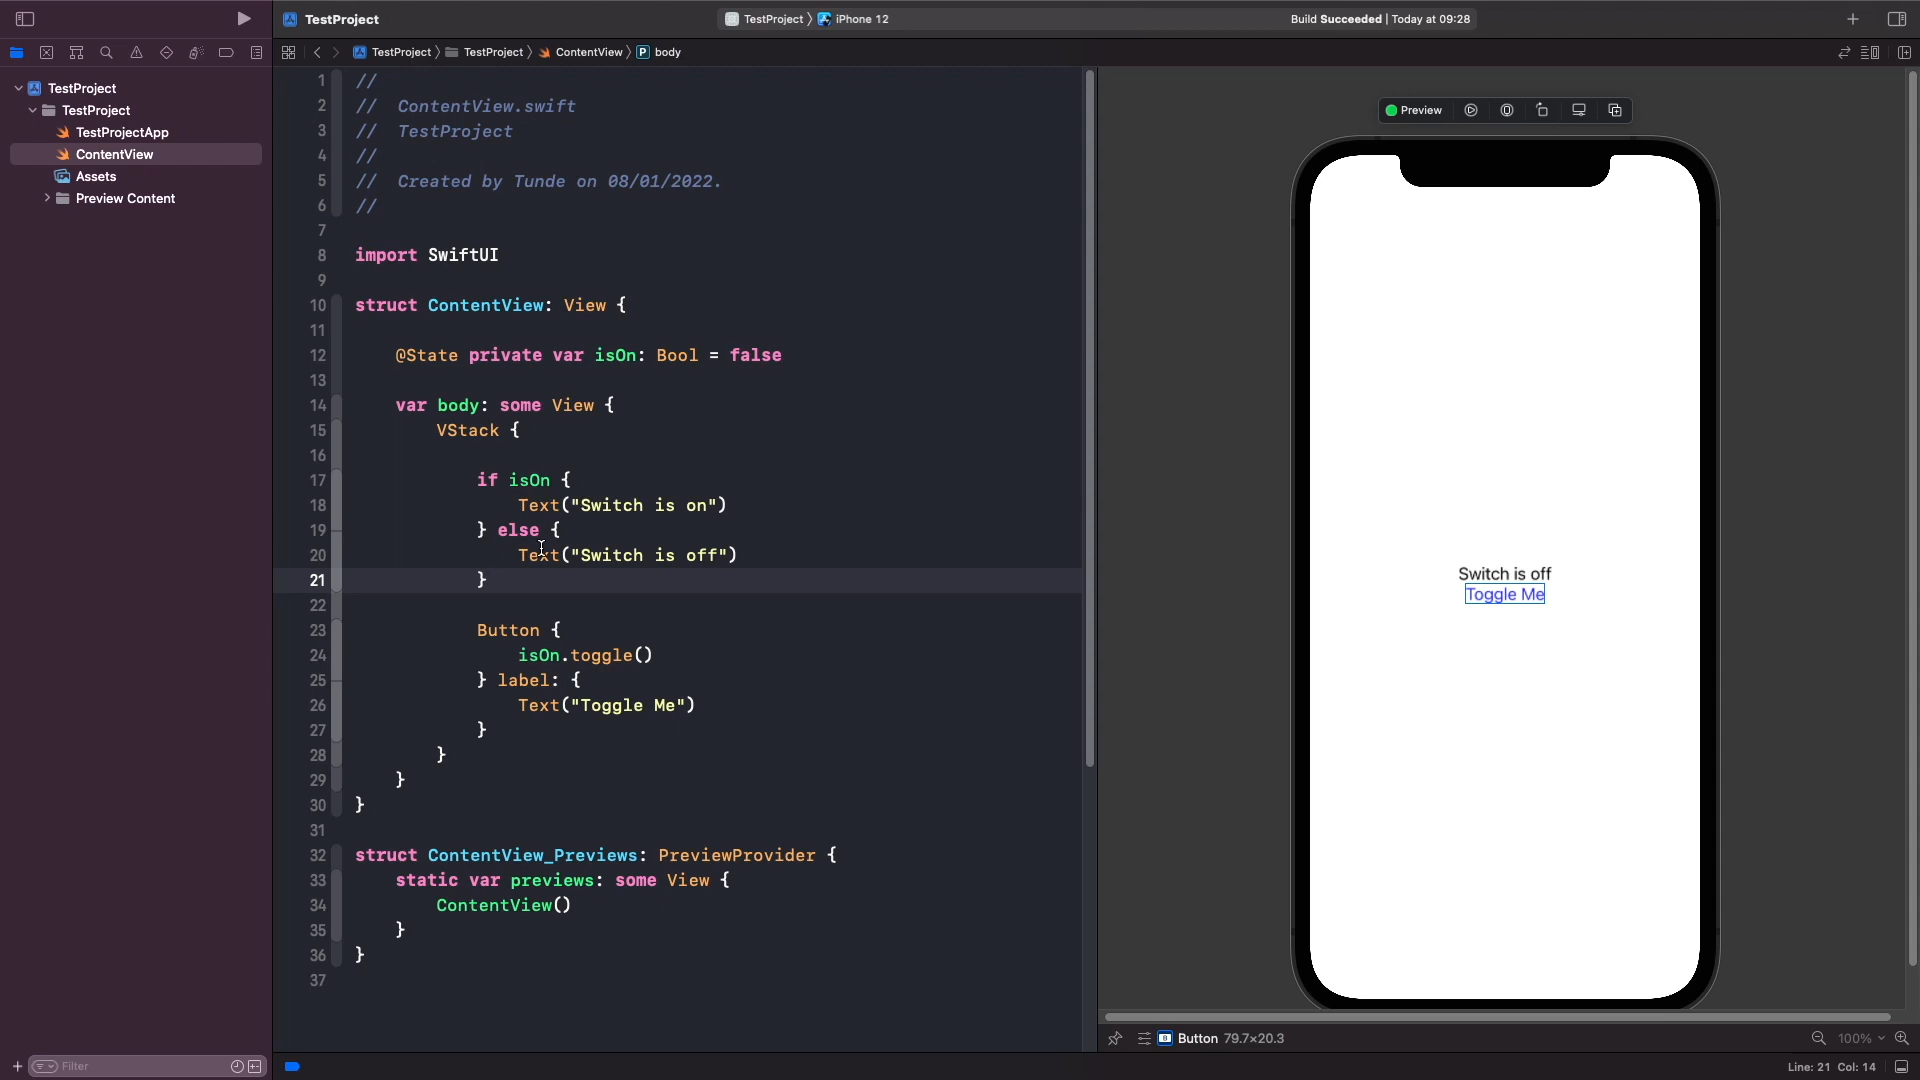 TestProject
TestProject 〉 iPhone 12
Build Succeeded | Today at 09:28
TestProject 〉 TestProject 〉 ContentView 〉 P body
TestProject
TestProject
TestProjectApp
ContentView
Assets
Preview Content
Filter
1 //
2 //  ContentView.swift
3 //  TestProject
4 //
5 //  Created by Tunde on 08/01/2022.
6 //
7
8 import SwiftUI
9
10 struct ContentView: View {
11
12     @State private var isOn: Bool = false
13
14     var body: some View {
15         VStack {
16
17             if isOn {
18                 Text("Switch is on")
19             } else {
20                 Text("Switch is off")
21             }
22
23             Button {
24                 isOn.toggle()
25             } label: {
26                 Text("Toggle Me")
27             }
28         }
29     }
30 }
31
32 struct ContentView_Previews: PreviewProvider {
33     static var previews: some View {
34         ContentView()
35     }
36 }
37
Preview
Switch is off
Toggle Me
Button 79.7×20.3
100%
Line: 21 Col: 14